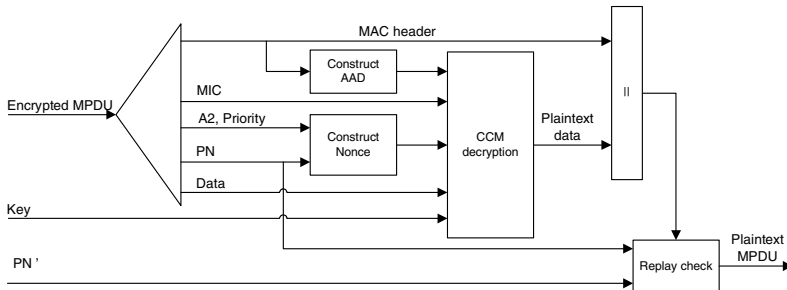 MAC header
Construct
AAD
Encrypted MPDU
MIC
A2, Priority
Construct
Nonce
PN
Data
CCM
decryption
Plaintext
data
||
Key
PN '
Replay check
Plaintext
MPDU